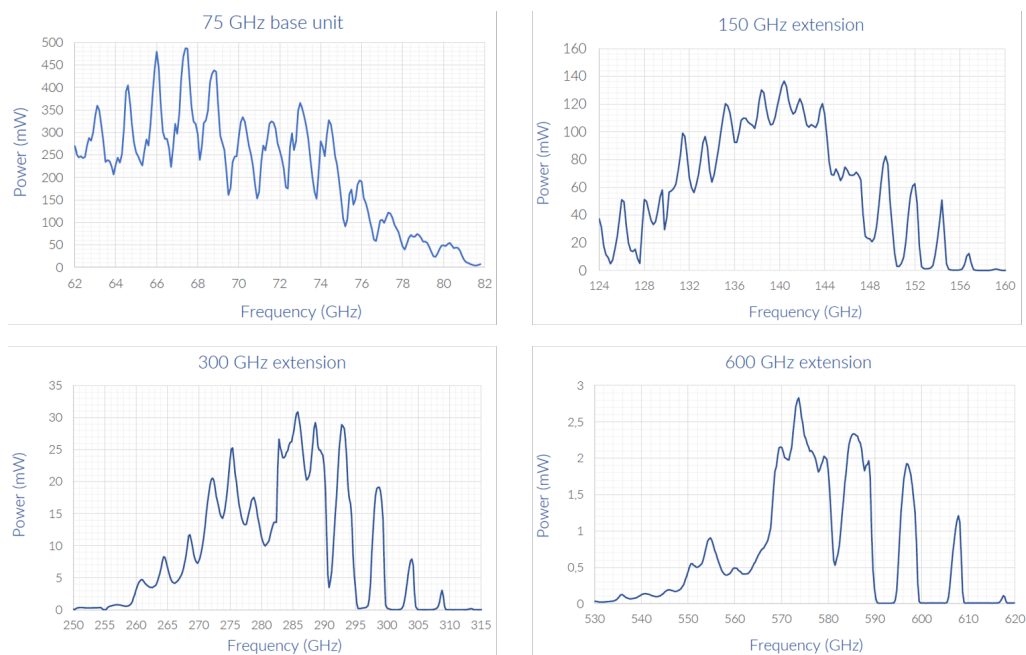 75 GHz base unit
500
450
400
350
300
250
200
150
100
50
0
Power (mW)
62 64 66 68 70 72 74 76 78 80 82
Frequency (GHz)
150 GHz extension
160
140
120
100
80
60
40
20
0
Power (mW)
124 128 132 136 140 144 148 152 156 160
Frequency (GHz)
300 GHz extension
35
30
25
20
15
10
5
0
Power (mW)
250 255 260 265 270 275 280 285 290 295 300 305 310 315
Frequency (GHz)
600 GHz extension
3
2.5
2
1.5
1
0.5
0
Power (mW)
530 540 550 560 570 580 590 600 610 620
Frequency (GHz)